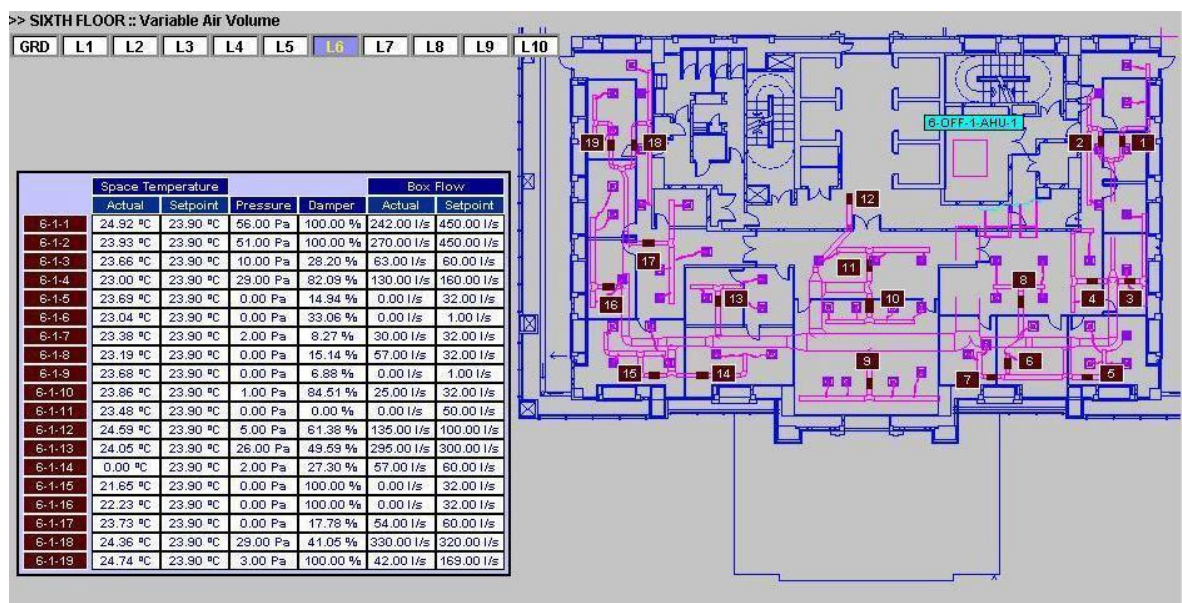 >> SIXTH FLOOR :: Variable Air Volume
GRD L1 L2 L3 L4 L5 L6 L7 L8 L9 L10
Space Temperature Box Flow
Actual Setpoint Pressure Damper Actual Setpoint
6-1-1 24.92 ºC 23.90 ºC 56.00 Pa 100.00 % 242.00 l/s 450.00 l/s
6-1-2 23.93 ºC 23.90 ºC 51.00 Pa 100.00 % 270.00 l/s 450.00 l/s
6-1-3 23.66 ºC 23.90 ºC 10.00 Pa 28.20 % 63.00 l/s 60.00 l/s
6-1-4 23.00 ºC 23.90 ºC 29.00 Pa 82.09 % 130.00 l/s 160.00 l/s
6-1-5 23.69 ºC 23.90 ºC 0.00 Pa 14.94 % 0.00 l/s 32.00 l/s
6-1-6 23.04 ºC 23.90 ºC 0.00 Pa 33.06 % 0.00 l/s 1.00 l/s
6-1-7 23.38 ºC 23.90 ºC 2.00 Pa 8.27 % 30.00 l/s 32.00 l/s
6-1-8 23.19 ºC 23.90 ºC 0.00 Pa 15.14 % 57.00 l/s 32.00 l/s
6-1-9 23.68 ºC 23.90 ºC 0.00 Pa 6.88 % 0.00 l/s 1.00 l/s
6-1-10 23.86 ºC 23.90 ºC 1.00 Pa 84.51 % 25.00 l/s 32.00 l/s
6-1-11 23.48 ºC 23.90 ºC 0.00 Pa 0.00 % 0.00 l/s 50.00 l/s
6-1-12 24.59 ºC 23.90 ºC 5.00 Pa 61.38 % 135.00 l/s 100.00 l/s
6-1-13 24.05 ºC 23.90 ºC 26.00 Pa 49.59 % 295.00 l/s 300.00 l/s
6-1-14 0.00 ºC 23.90 ºC 2.00 Pa 27.30 % 57.00 l/s 60.00 l/s
6-1-15 21.65 ºC 23.90 ºC 0.00 Pa 100.00 % 0.00 l/s 32.00 l/s
6-1-16 22.23 ºC 23.90 ºC 0.00 Pa 100.00 % 0.00 l/s 32.00 l/s
6-1-17 23.73 ºC 23.90 ºC 0.00 Pa 17.78 % 54.00 l/s 60.00 l/s
6-1-18 24.36 ºC 23.90 ºC 29.00 Pa 41.05 % 330.00 l/s 320.00 l/s
6-1-19 24.74 ºC 23.90 ºC 3.00 Pa 100.00 % 42.00 l/s 169.00 l/s
6-OFF-1-AHU-1
19 18 2 1
12
17 11
8
16 13 10 4 3
9 6
15 14 7 5